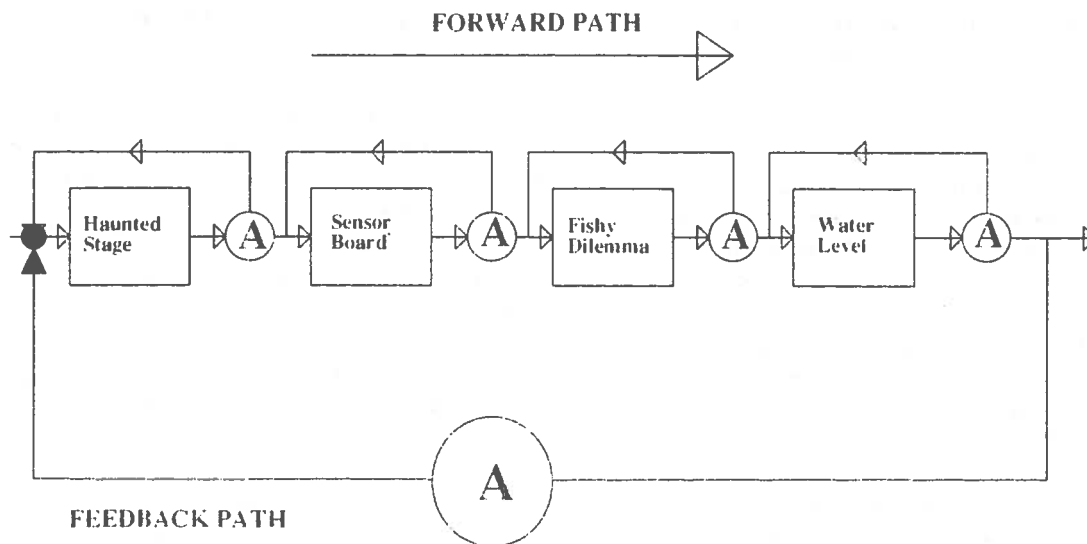 FORWARD PATH
Haunted
Stage
A
Sensor
Board
A
Fishy
Dilemma
A
Water
Level
A
A
FEEDBACK PATH